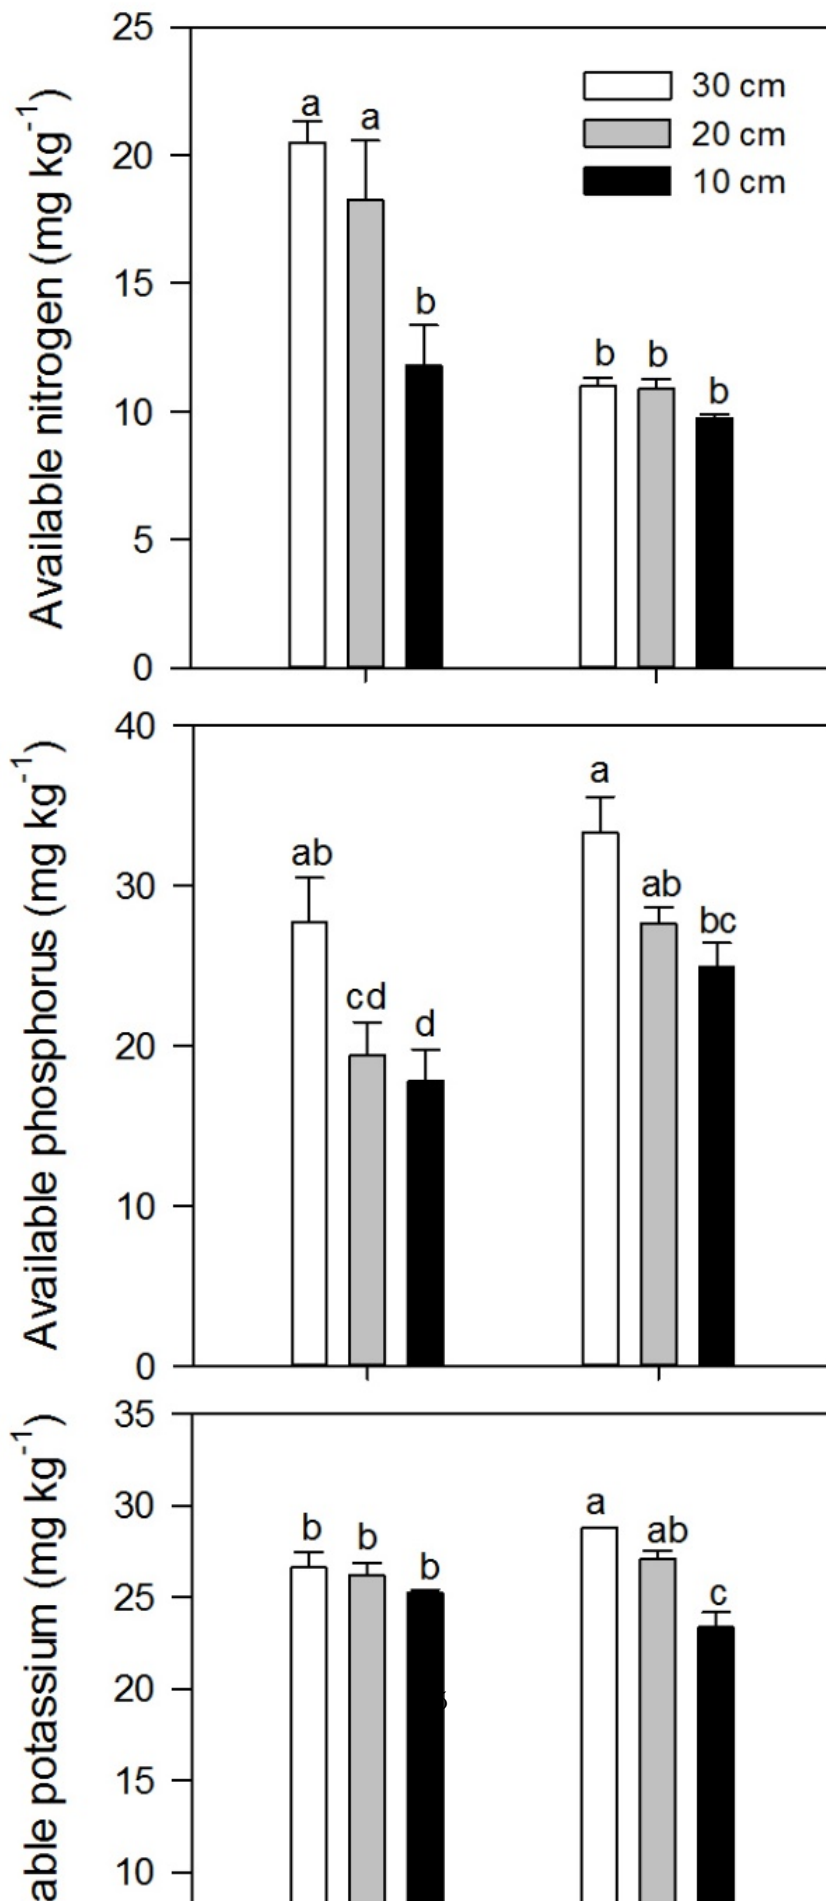 Available nitrogen (mg kg⁻¹)
25
20
15
10
5
0
30 cm
20 cm
10 cm
a
a
b
b
b
b
Available phosphorus (mg kg⁻¹)
40
30
20
10
0
ab
cd
d
a
ab
bc
able potassium (mg kg⁻¹)
35
30
25
20
15
10
b
b
b
a
ab
c